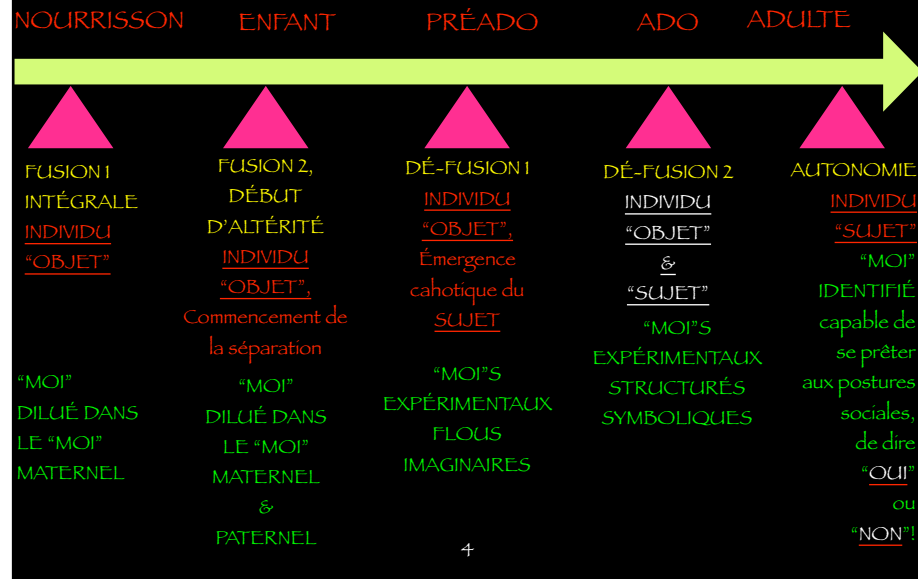 NOURRISSON ENFANT PRÉADO ADO ADULTE
FUSION 1
INTÉGRALE
INDIVIDU
“OBJET”
“MOI”
DILUÉ DANS
LE “MOI”
MATERNEL
FUSION 2,
DÉBUT
D’ALTÉRITÉ
INDIVIDU
“OBJET”,
Commencement de
la séparation
“MOI”
DILUÉ DANS
LE “MOI”
MATERNEL
&
PATERNEL
DÉ-FUSION 1
INDIVIDU
“OBJET”,
Émergence
cahotique du
SUJET
“MOI”S
EXPÉRIMENTAUX
FLOUS
IMAGINAIRES
DÉ-FUSION 2
INDIVIDU
“OBJET”
&
“SUJET”
“MOI”S
EXPÉRIMENTAUX
STRUCTURÉS
SYMBOLIQUES
AUTONOMIE
INDIVIDU
“SUJET”
“MOI”
IDENTIFIÉ
capable de
se prêter
aux postures
sociales,
de dire
“OUI”
ou
“NON”!
4